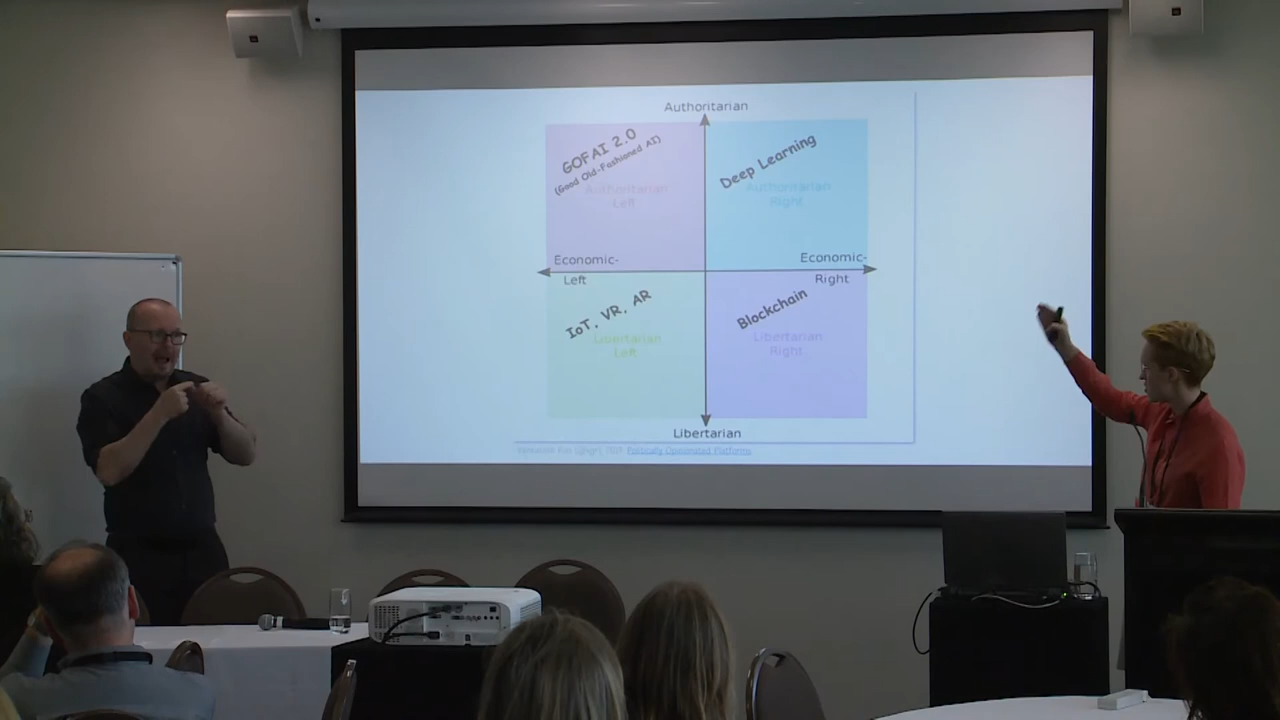 Authoritarian
GOFAI 2.0
(Good Old-Fashioned AI)
Authoritarian
Left
Deep Learning
Authoritarian
Right
Economic-
Left
Economic-
Right
IoT, VR, AR
Libertarian
Left
Blockchain
Libertarian
Right
Libertarian
Politically Opinionated Platforms